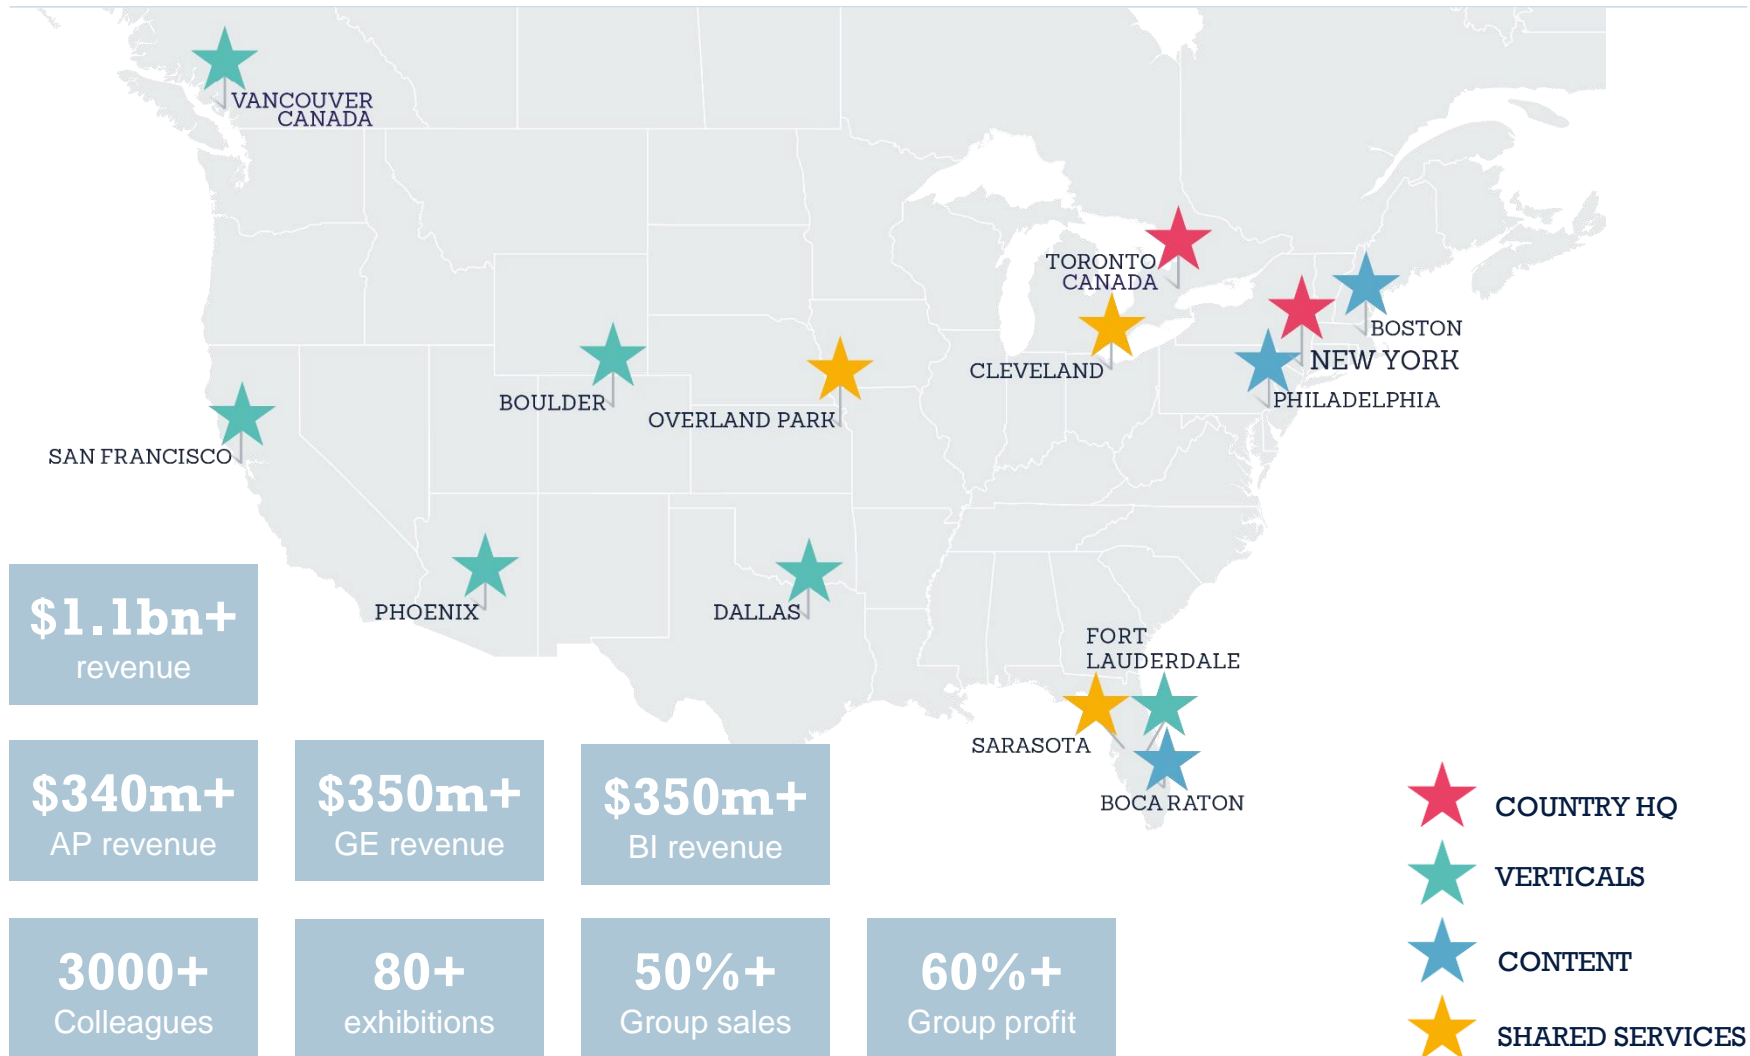 VANCOUVER
CANADA
TORONTO
CANADA
BOSTON
NEW YORK
CLEVELAND
PHILADELPHIA
BOULDER
OVERLAND PARK
SAN FRANCISCO
PHOENIX
DALLAS
FORT
LAUDERDALE
SARASOTA
BOCA RATON
$1.1bn+
revenue
$340m+
AP revenue
$350m+
GE revenue
$350m+
BI revenue
3000+
Colleagues
80+
exhibitions
50%+
Group sales
60%+
Group profit
COUNTRY HQ
VERTICALS
CONTENT
SHARED SERVICES